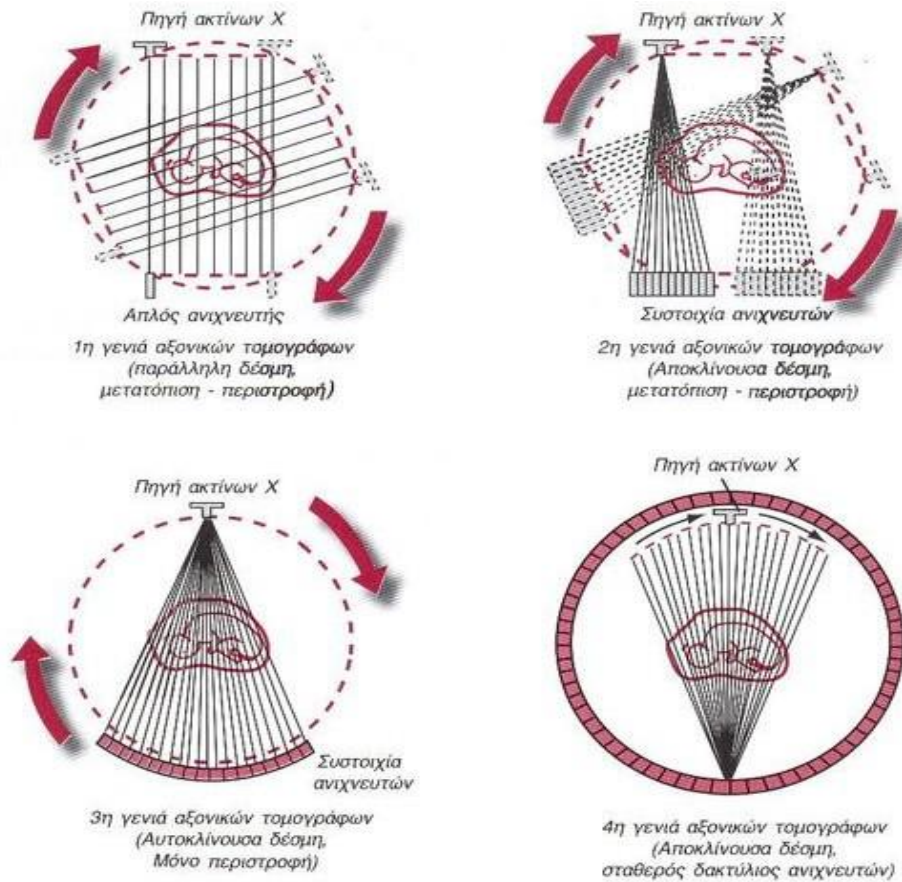 Πηγή ακτίνων Χ
Απλός ανιχνευτής
1η γενιά αξονικών τομογράφων
(παράλληλη δέσμη,
μετατόπιση - περιστροφή)
Πηγή ακτίνων Χ
Συστοιχία ανιχνευτών
2η γενιά αξονικών τομογράφων
(Αποκλίνουσα δέσμη,
μετατόπιση - περιστροφή)
Πηγή ακτίνων Χ
Συστοιχία
ανιχνευτών
3η γενιά αξονικών τομογράφων
(Αυτοκλίνουσα δέσμη,
Μόνο περιστροφή)
Πηγή ακτίνων Χ
4η γενιά αξονικών τομογράφων
(Αποκλίνουσα δέσμη,
σταθερός δακτύλιος ανιχνευτών)